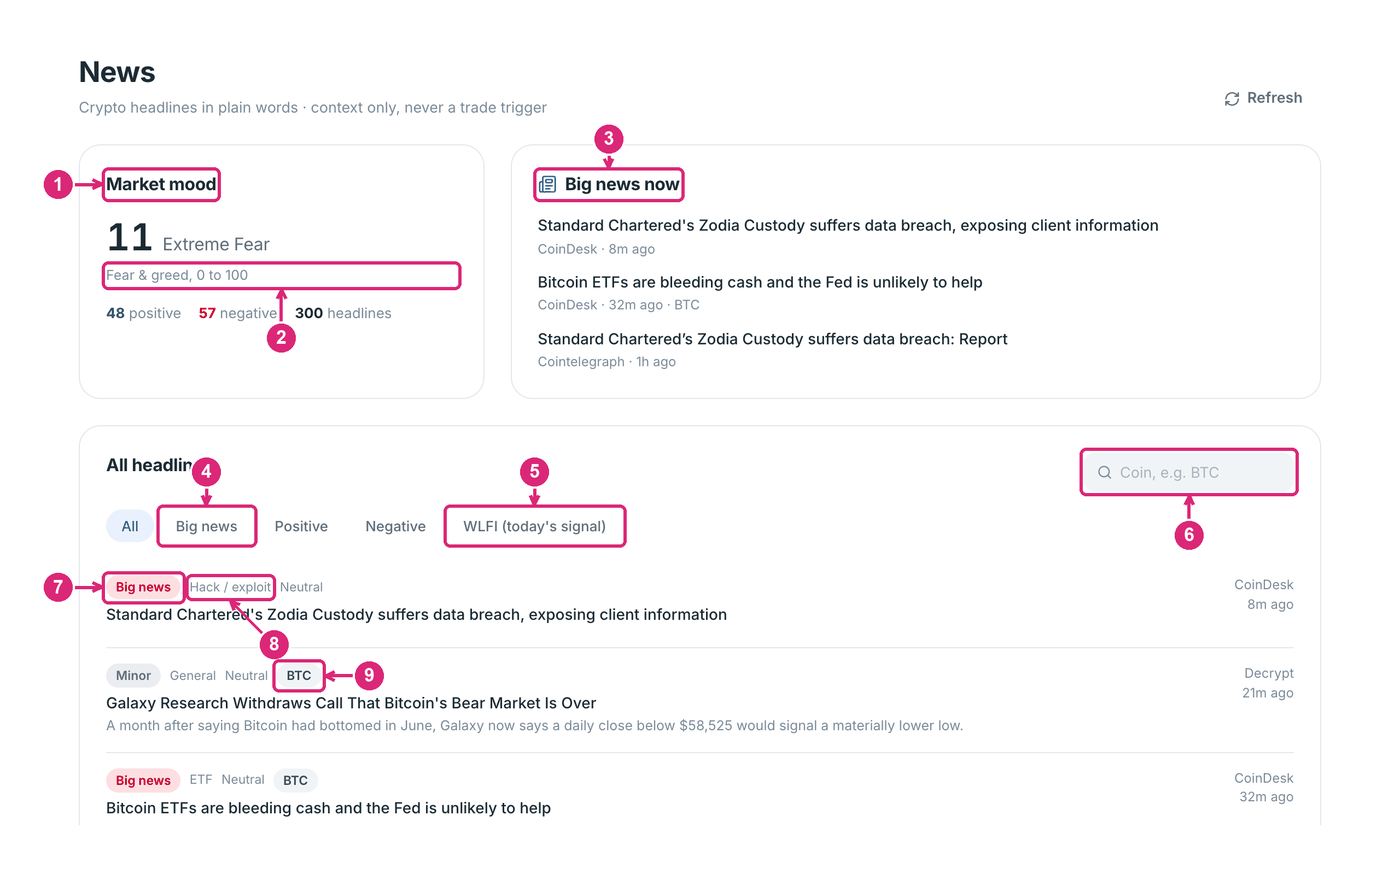 News
Crypto headlines in plain words · context only, never a trade trigger
Refresh
3
1
Market mood
Big news now
11 Extreme Fear
Fear & greed, 0 to 100
48 positive 57 negative 300 headlines
2
Standard Chartered's Zodia Custody suffers data breach, exposing client information
CoinDesk · 8m ago
Bitcoin ETFs are bleeding cash and the Fed is unlikely to help
CoinDesk · 32m ago · BTC
Standard Chartered’s Zodia Custody suffers data breach: Report
Cointelegraph · 1h ago
All headlin
4
5
Coin, e.g. BTC
6
All Big news Positive Negative WLFI (today's signal)
7
Big news Hack / exploit Neutral
CoinDesk
8m ago
Standard Chartered's Zodia Custody suffers data breach, exposing client information
8
Minor General Neutral BTC
9
Decrypt
21m ago
Galaxy Research Withdraws Call That Bitcoin's Bear Market Is Over
A month after saying Bitcoin had bottomed in June, Galaxy now says a daily close below $58,525 would signal a materially lower low.
Big news ETF Neutral BTC
CoinDesk
32m ago
Bitcoin ETFs are bleeding cash and the Fed is unlikely to help